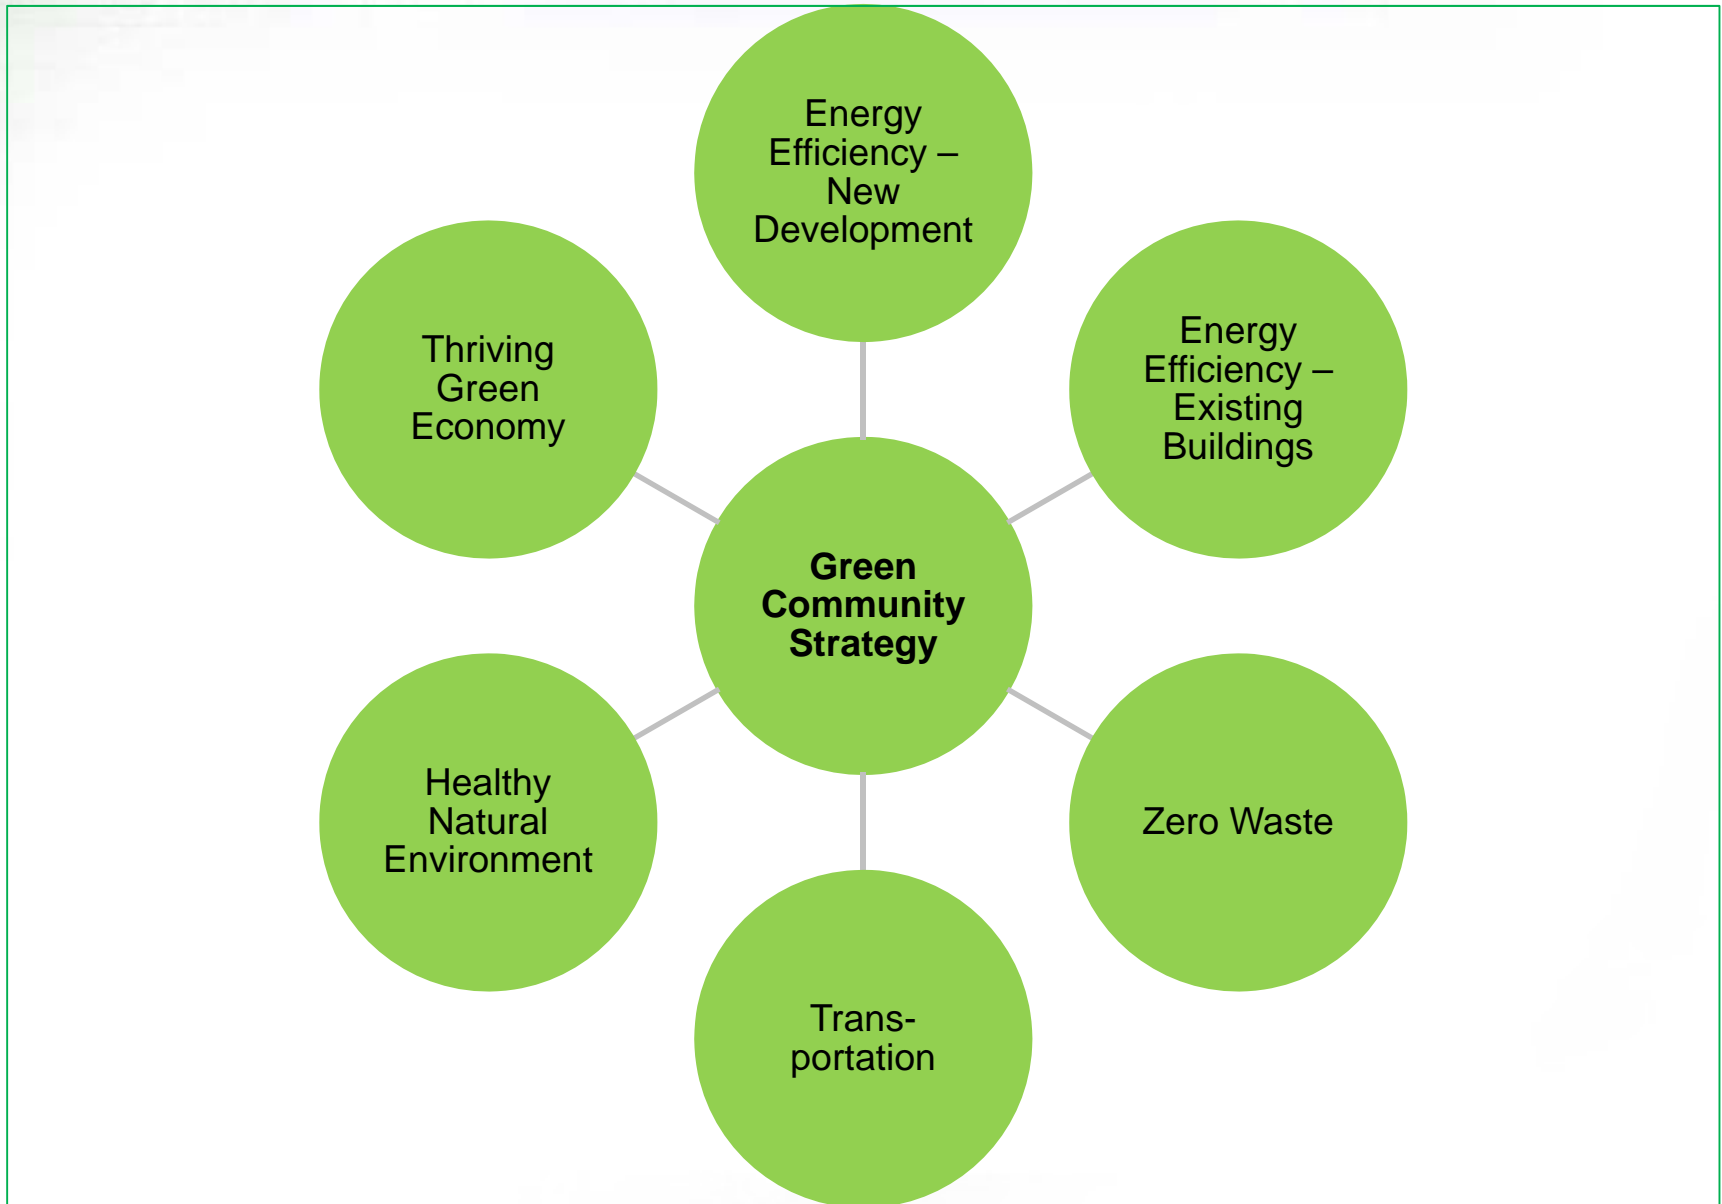 Energy
Efficiency –
New
Development
Energy
Efficiency –
Existing
Buildings
Zero Waste
Trans-
portation
Healthy
Natural
Environment
Thriving
Green
Economy
Green
Community
Strategy